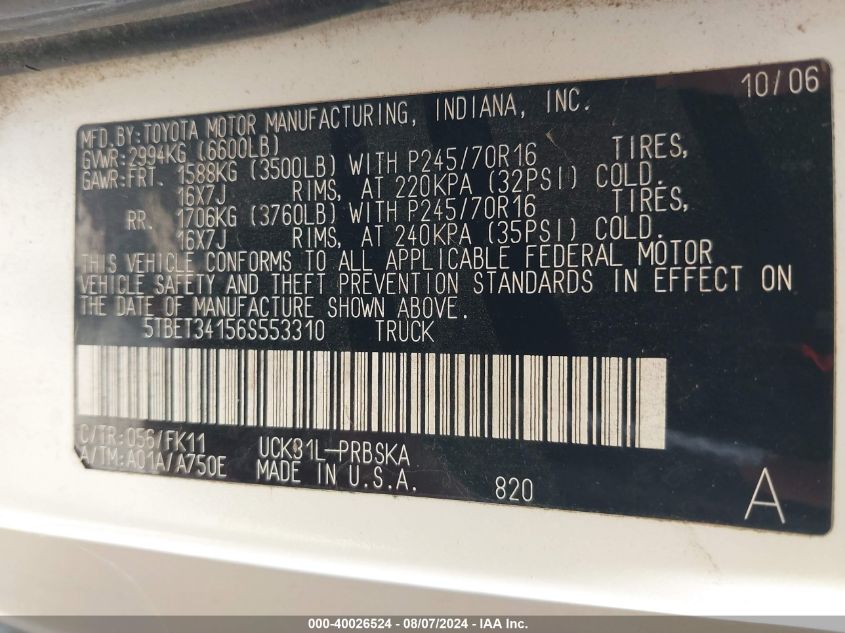 10/06
MFD.BY:TOYOTA MOTOR MANUFACTURING, INDIANA, INC.
GVWR:2994KG (6600LB)
GAWR:FRT. 1588KG (3500LB) WITH P245/70R16 TIRES,
16X7J RIMS, AT 220KPA (32PSI) COLD.
RR. 1706KG (3760LB) WITH P245/70R16 TIRES,
16X7J RIMS, AT 240KPA (35PSI) COLD.
THIS VEHICLE CONFORMS TO ALL APPLICABLE FEDERAL MOTOR
VEHICLE SAFETY AND THEFT PREVENTION STANDARDS IN EFFECT ON
THE DATE OF MANUFACTURE SHOWN ABOVE.
5TBET34156S553310 TRUCK
C/TR:056/FK11 UCK31L-PRBSKA
A/TM:A01A/A750E MADE IN U.S.A.
820 A
000-40026524 - 08/07/2024 - IAA Inc.